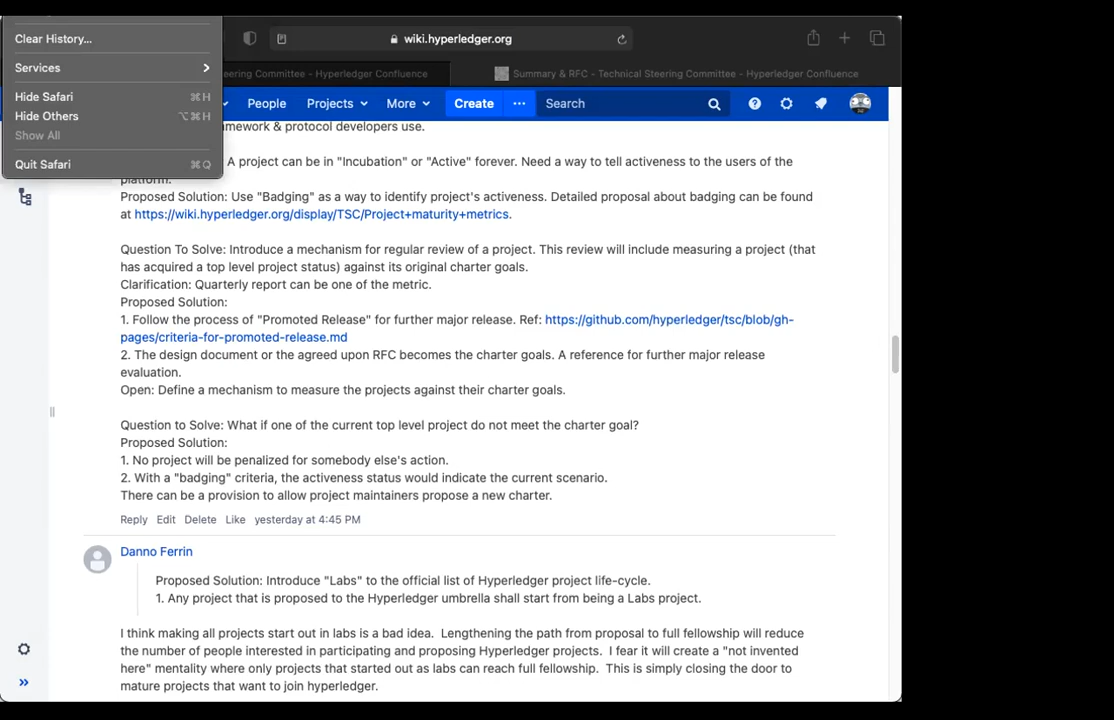 Clear History...
Services
Hide Safari ⌘H
Hide Others ⌥⌘H
Show All
Quit Safari ⌘Q
wiki.hyperledger.org
eering Committee - Hyperledger Confluence
Summary & RFC - Technical Steering Committee - Hyperledger Confluence
People Projects More Create ··· Search
mework & protocol developers use.
A project can be in "Incubation" or "Active" forever. Need a way to tell activeness to the users of the
platform.
Proposed Solution: Use "Badging" as a way to identify project's activeness. Detailed proposal about badging can be found
at https://wiki.hyperledger.org/display/TSC/Project+maturity+metrics.
Question To Solve: Introduce a mechanism for regular review of a project. This review will include measuring a project (that
has acquired a top level project status) against its original charter goals.
Clarification: Quarterly report can be one of the metric.
Proposed Solution:
1. Follow the process of "Promoted Release" for further major release. Ref: https://github.com/hyperledger/tsc/blob/gh-
pages/criteria-for-promoted-release.md
2. The design document or the agreed upon RFC becomes the charter goals. A reference for further major release
evaluation.
Open: Define a mechanism to measure the projects against their charter goals.
Question to Solve: What if one of the current top level project do not meet the charter goal?
Proposed Solution:
1. No project will be penalized for somebody else's action.
2. With a "badging" criteria, the activeness status would indicate the current scenario.
There can be a provision to allow project maintainers propose a new charter.
Reply Edit Delete Like yesterday at 4:45 PM
Danno Ferrin
Proposed Solution: Introduce "Labs" to the official list of Hyperledger project life-cycle.
1. Any project that is proposed to the Hyperledger umbrella shall start from being a Labs project.
I think making all projects start out in labs is a bad idea. Lengthening the path from proposal to full fellowship will reduce
the number of people interested in participating and proposing Hyperledger projects. I fear it will create a "not invented
here" mentality where only projects that started out as labs can reach full fellowship. This is simply closing the door to
mature projects that want to join hyperledger.